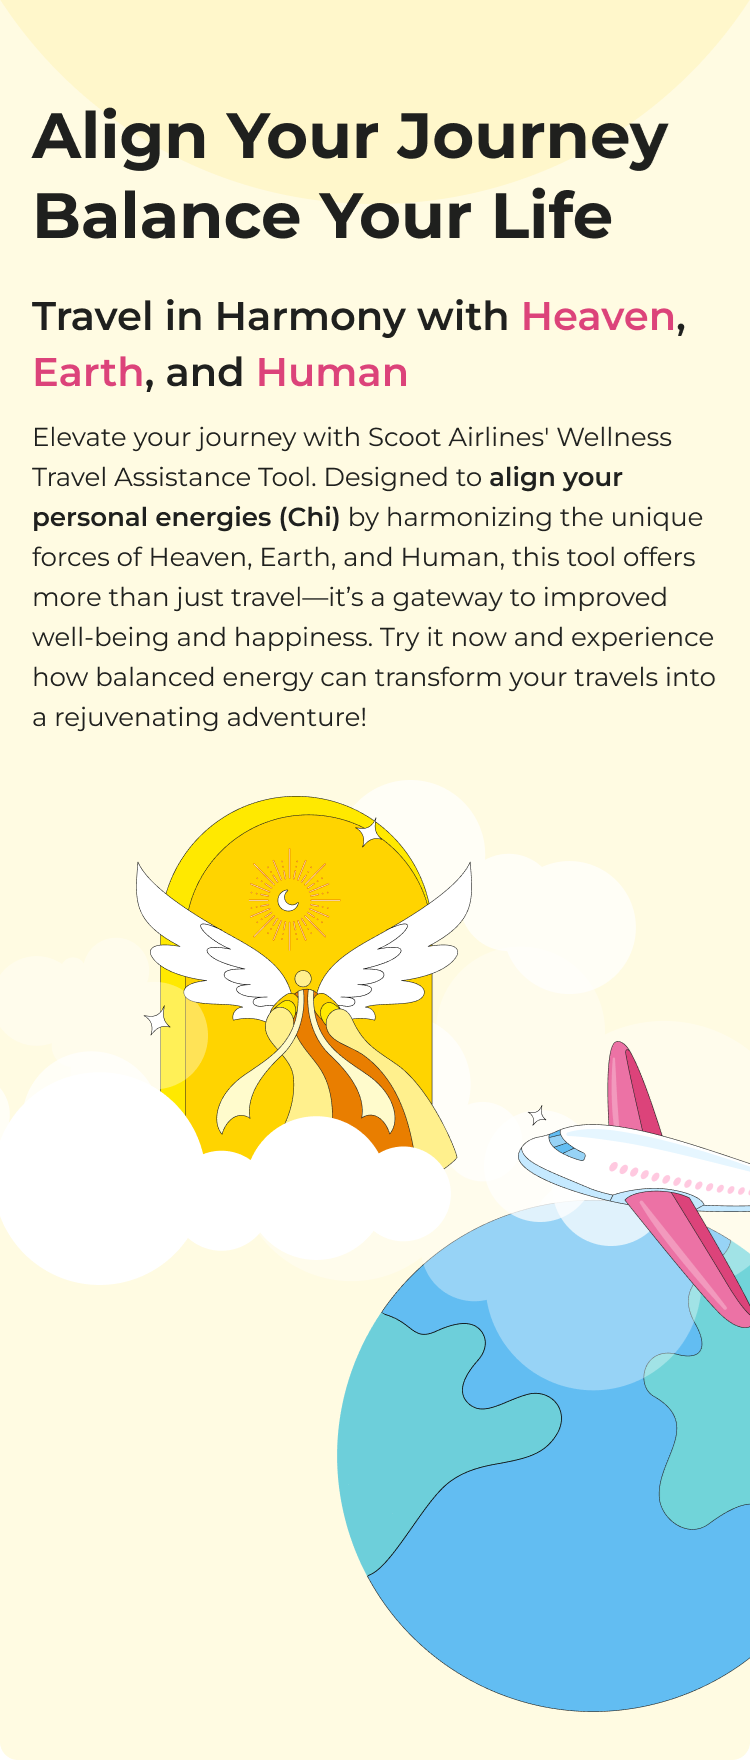 Align Your Journey
Balance Your Life
Travel in Harmony with Heaven,
Earth, and Human
Elevate your journey with Scoot Airlines' Wellness
Travel Assistance Tool. Designed to align your
personal energies (Chi) by harmonizing the unique
forces of Heaven, Earth, and Human, this tool offers
more than just travel—it’s a gateway to improved
well-being and happiness. Try it now and experience
how balanced energy can transform your travels into
a rejuvenating adventure!